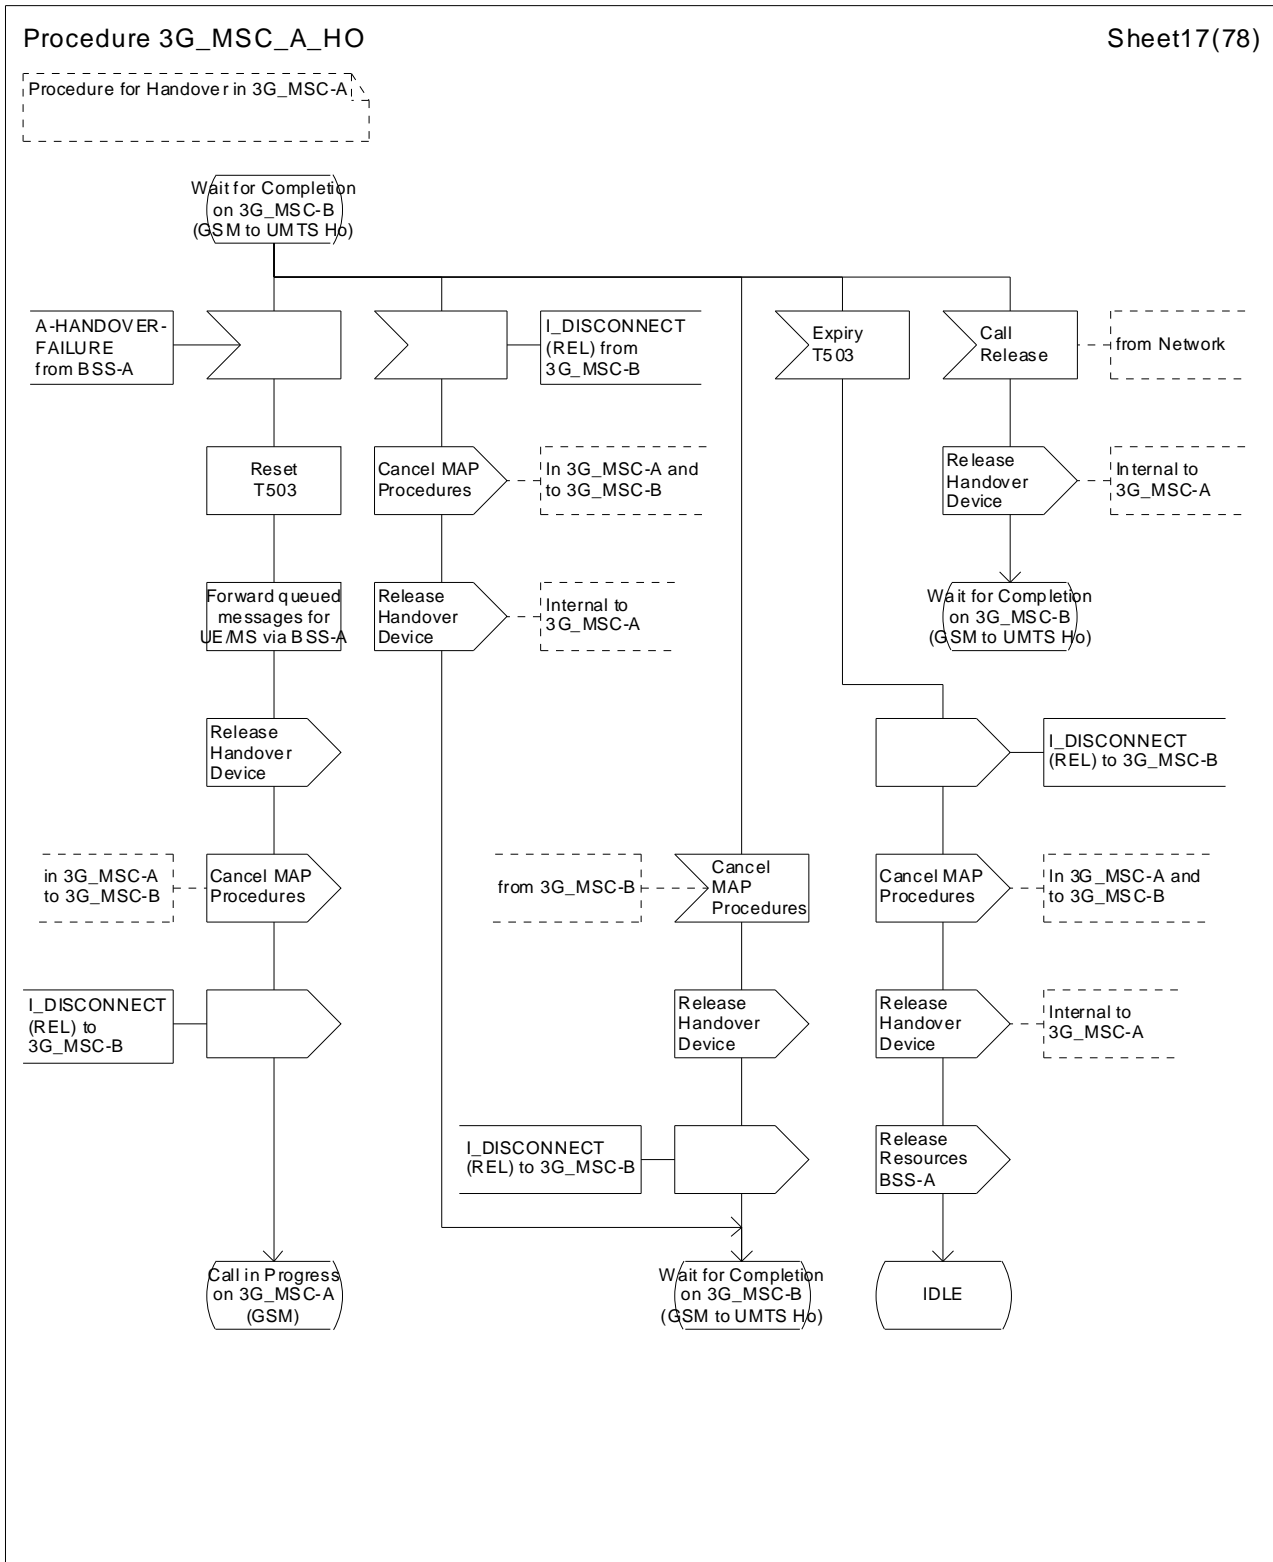 Procedure 3G_MSC_A_HO
Sheet17(78)
Procedure for Handover in 3G_MSC-A
Wait for Completion
on 3G_MSC-B
(GSM to UMTS Ho)
A-HANDOVER-
FAILURE
from BSS-A
I_DISCONNECT
(REL) from
3G_MSC-B
Expiry
T503
Call
Release
from Network
Reset
T503
Cancel MAP
Procedures
In 3G_MSC-A and
to 3G_MSC-B
Release
Handover
Device
Internal to
3G_MSC-A
Forward queued
messages for
UE/MS via BSS-A
Release
Handover
Device
Internal to
3G_MSC-A
Wait for Completion
on 3G_MSC-B
(GSM to UMTS Ho)
Release
Handover
Device
I_DISCONNECT
(REL) to 3G_MSC-B
in 3G_MSC-A
to 3G_MSC-B
Cancel MAP
Procedures
from 3G_MSC-B
Cancel
MAP
Procedures
Cancel MAP
Procedures
In 3G_MSC-A and
to 3G_MSC-B
I_DISCONNECT
(REL) to
3G_MSC-B
Release
Handover
Device
Release
Handover
Device
Internal to
3G_MSC-A
I_DISCONNECT
(REL) to 3G_MSC-B
Release
Resources
BSS-A
Call in Progress
on 3G_MSC-A
(GSM)
Wait for Completion
on 3G_MSC-B
(GSM to UMTS Ho)
IDLE